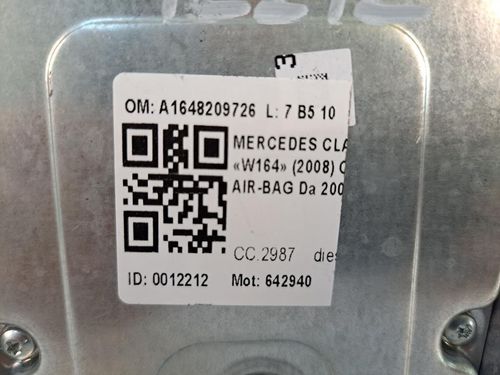 3
OM: A1648209726 L: 7 B5 10
MERCEDES CLA
«W164» (2008)
AIR-BAG Da 200
CC.2987 dies
ID: 0012212 Mot: 642940